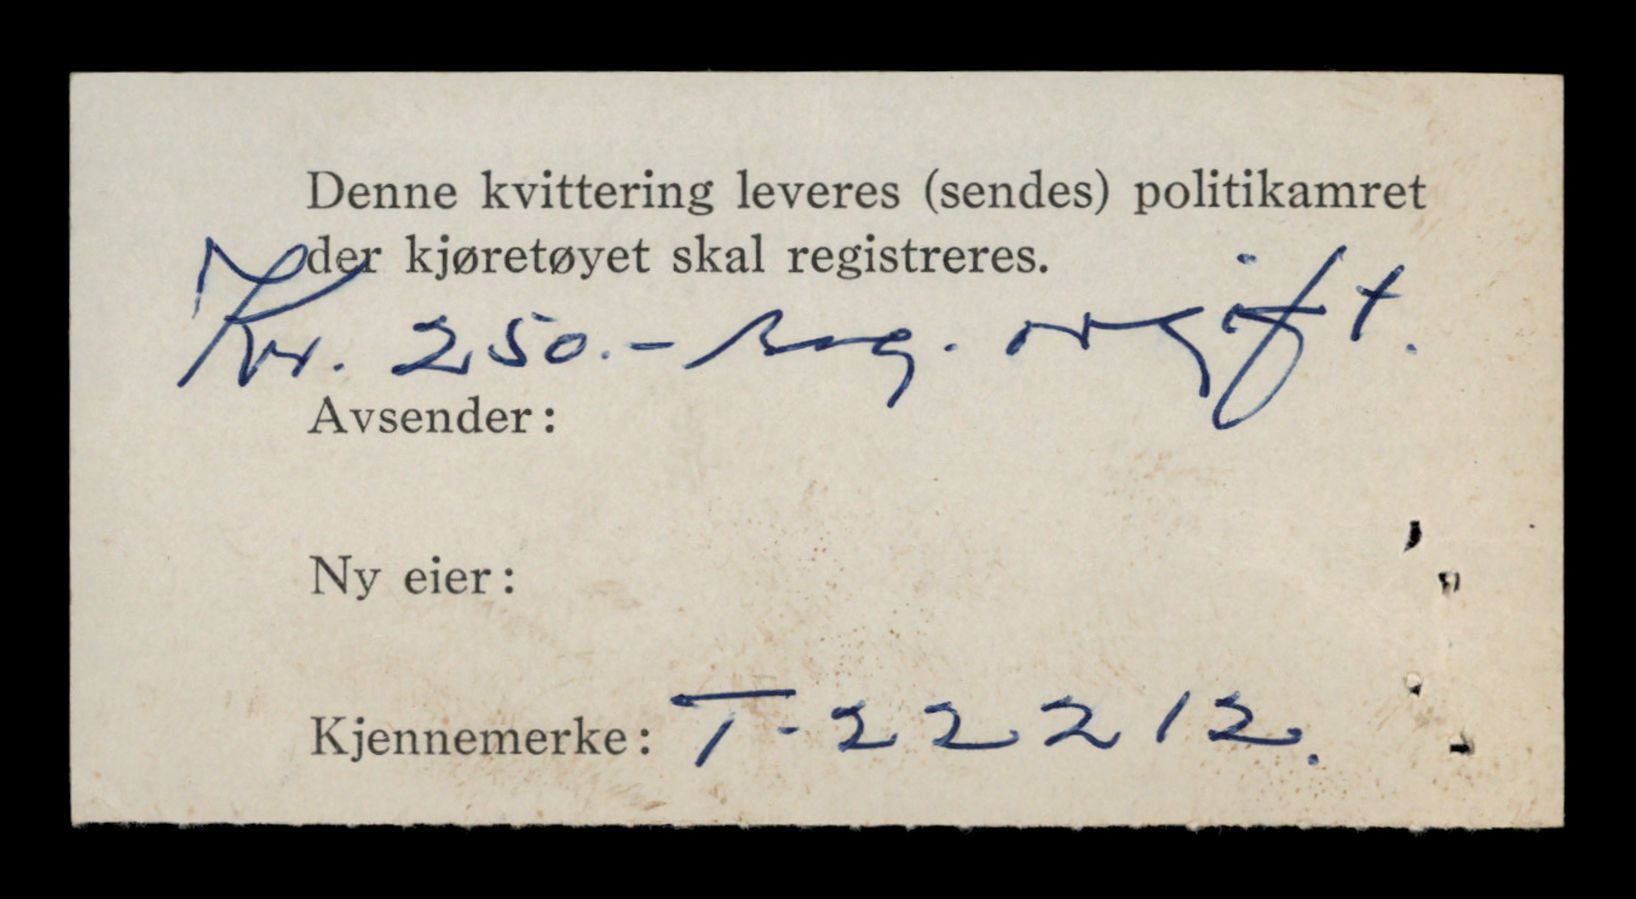 Denne kvittering leveres (sendes) politikamret
der kjøretøyet skal registreres.
Kr. 250.- Reg. avgift.
Avsender:
Ny eier:
Kjennemerke: T-22212.